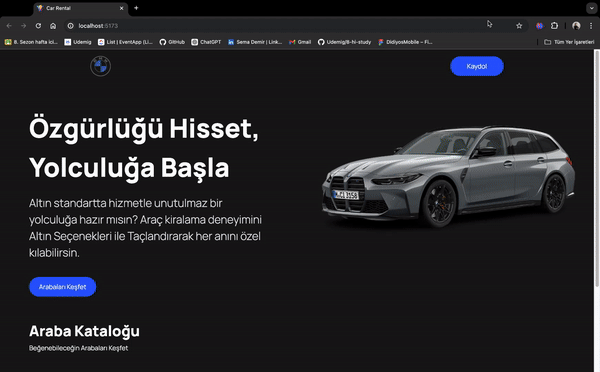 Car Rental
localhost:5173
8. Sezon hafta ici...
Udemig
List | EventApp (Li...
GitHub
ChatGPT
Sema Demir | Link...
Gmail
Udemig/8-hi-study
DidiyosMobile – Fi...
Tüm Yer İşaretleri
Kaydol
Özgürlüğü Hisset,
Yolculuğa Başla
Altın standartta hizmetle unutulmaz bir
yolculuğa hazır mısın? Araç kiralama deneyimini
Altın Seçenekleri ile Taçlandırarak her anını özel
kılabilirsin.
Arabaları Keşfet
Araba Kataloğu
Beğenebileceğin Arabaları Keşfet